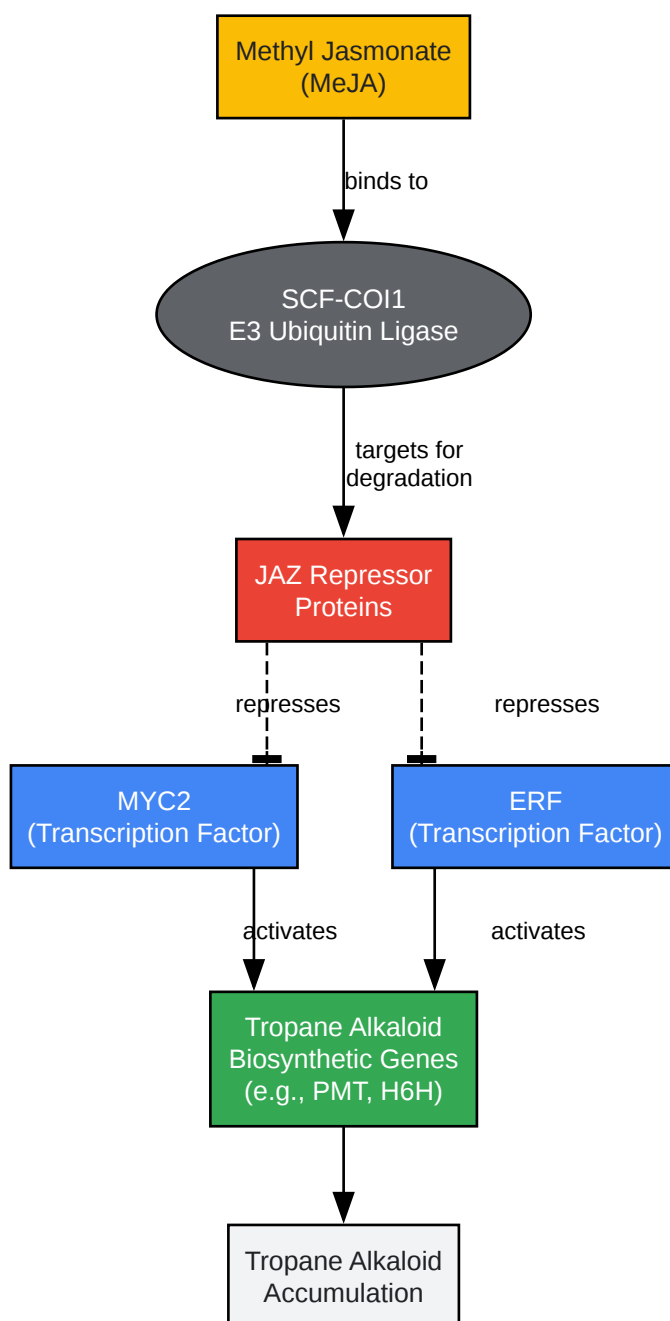 Methyl Jasmonate
(MeJA)
binds to
SCF-COI1
E3 Ubiquitin Ligase
targets for
degradation
JAZ Repressor
Proteins
represses
represses
MYC2
(Transcription Factor)
ERF
(Transcription Factor)
activates
activates
Tropane Alkaloid
Biosynthetic Genes
(e.g., PMT, H6H)
Tropane Alkaloid
Accumulation